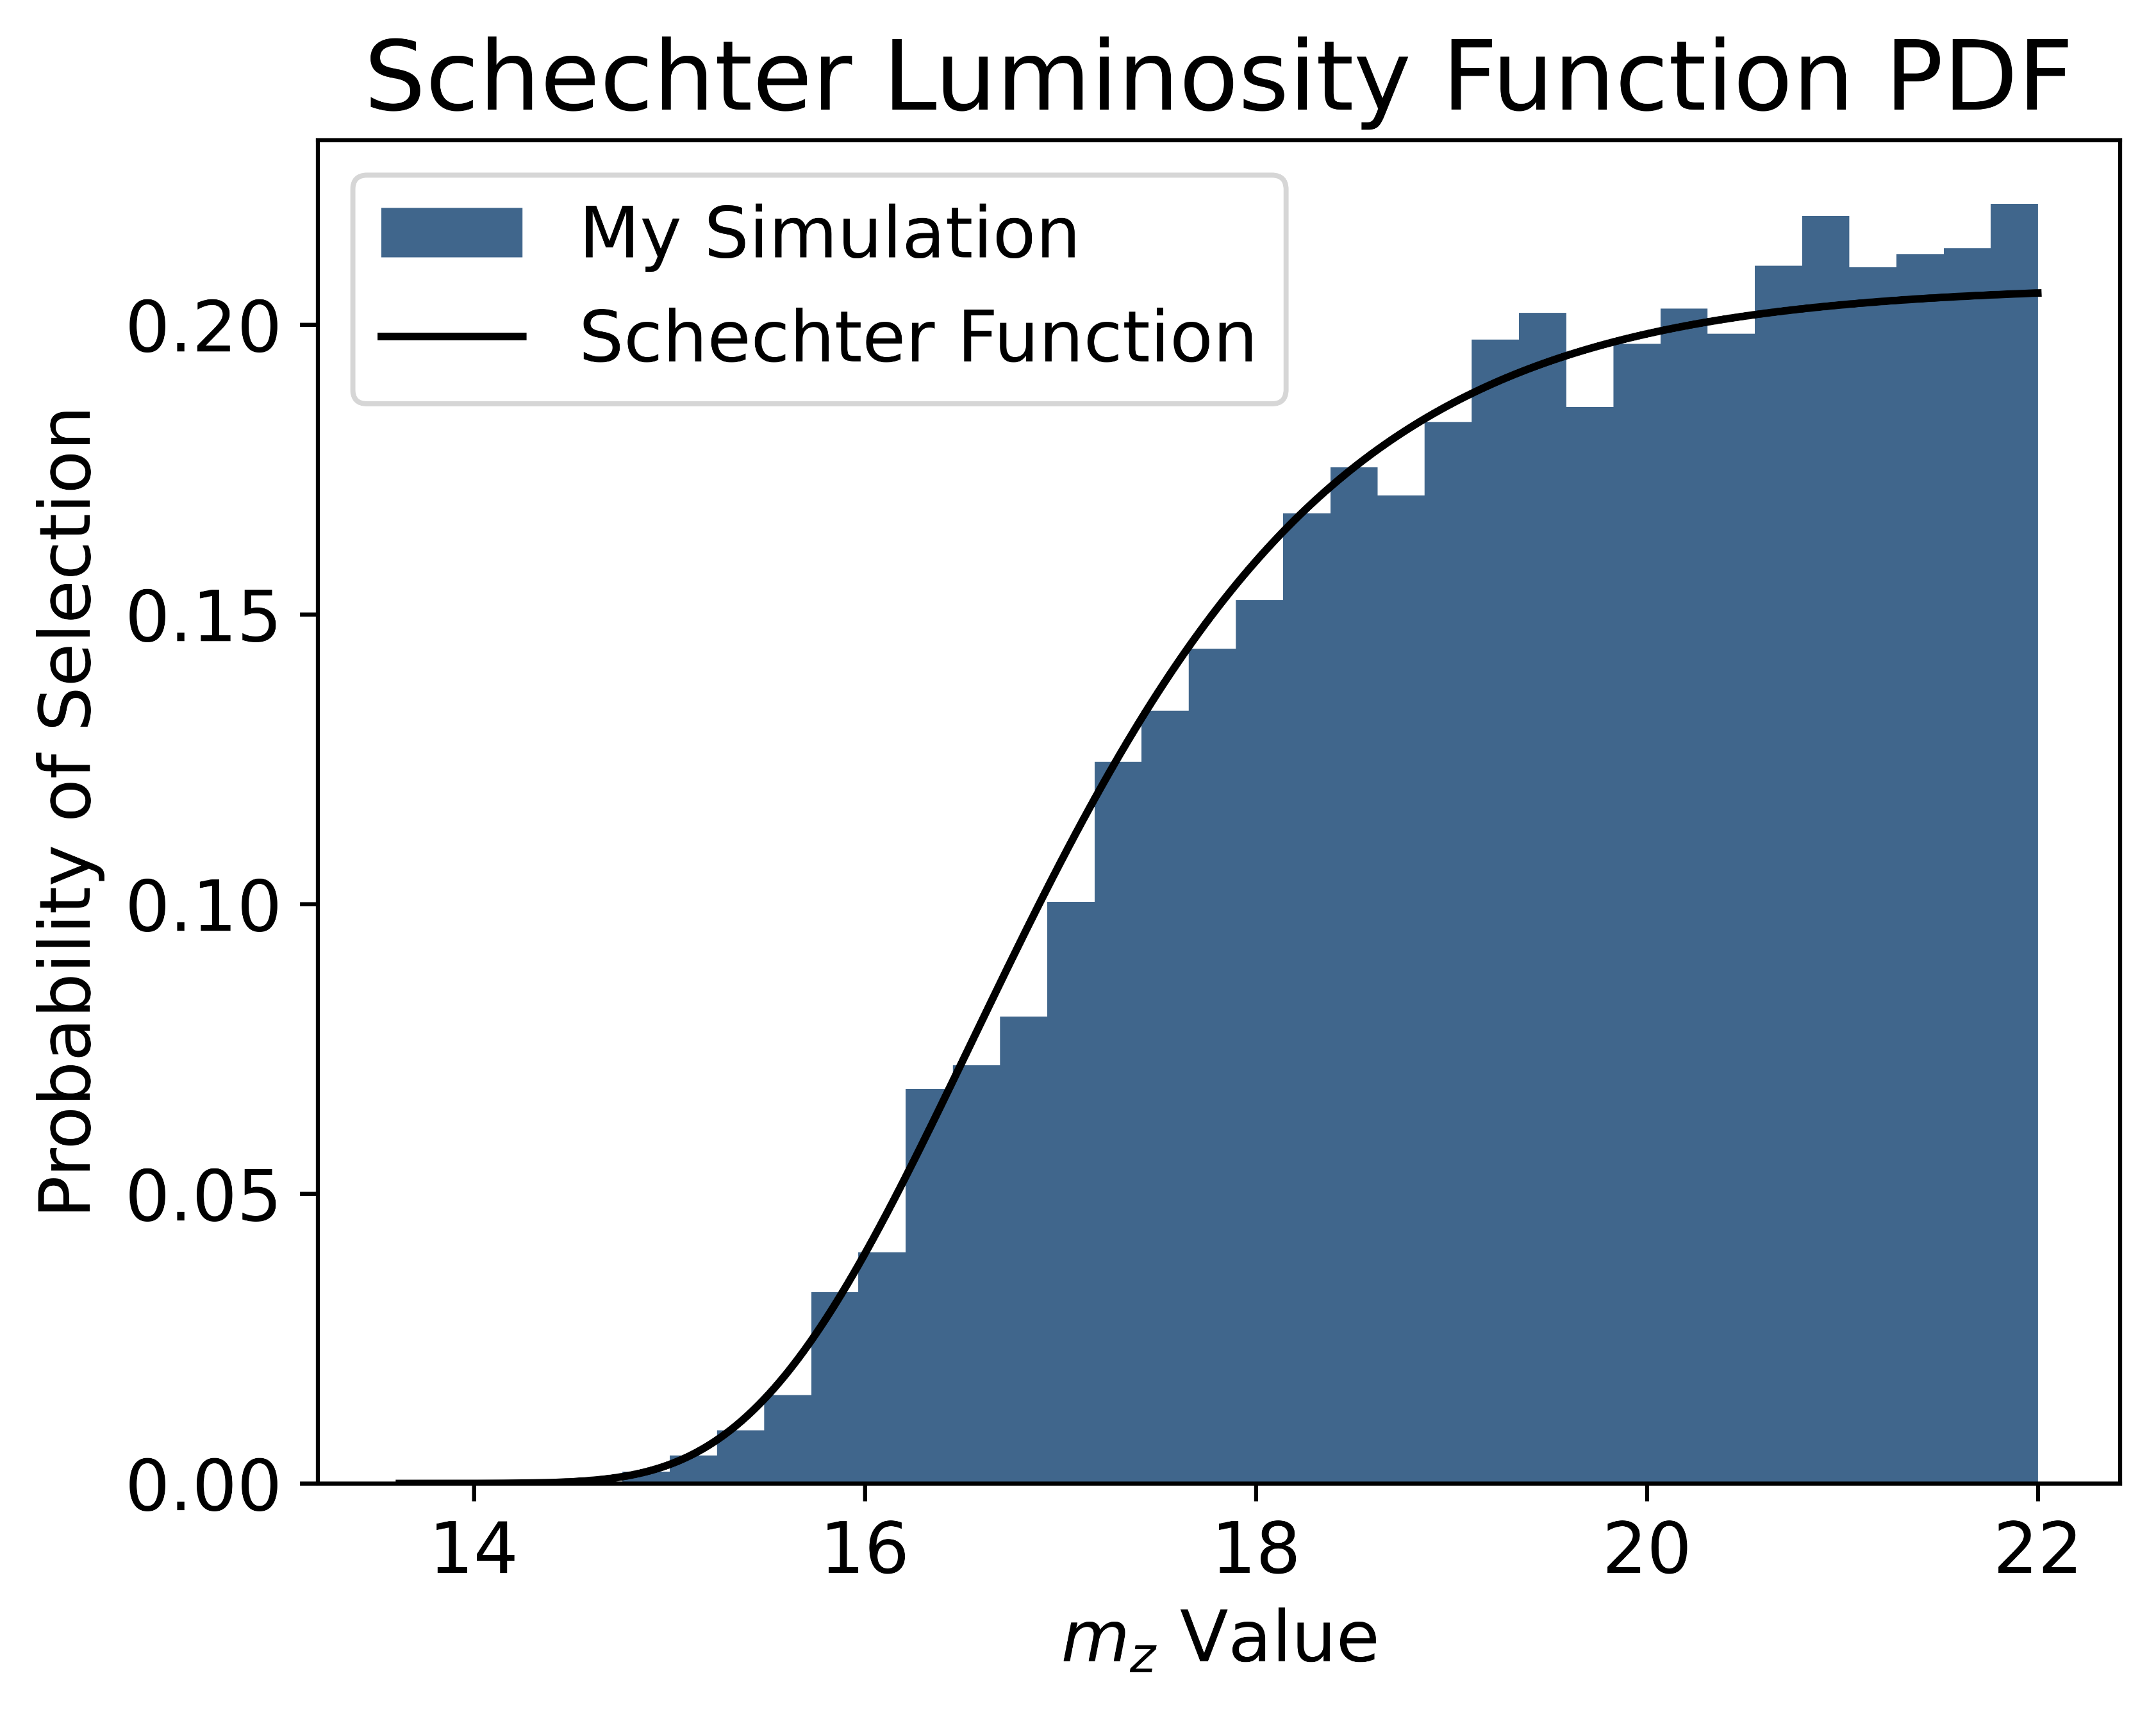 Schechter Luminosity Function PDF
My Simulation
Schechter Function
Probability of Selection
0.20
0.15
0.10
0.05
0.00
14 16 18 20 22
m_z Value